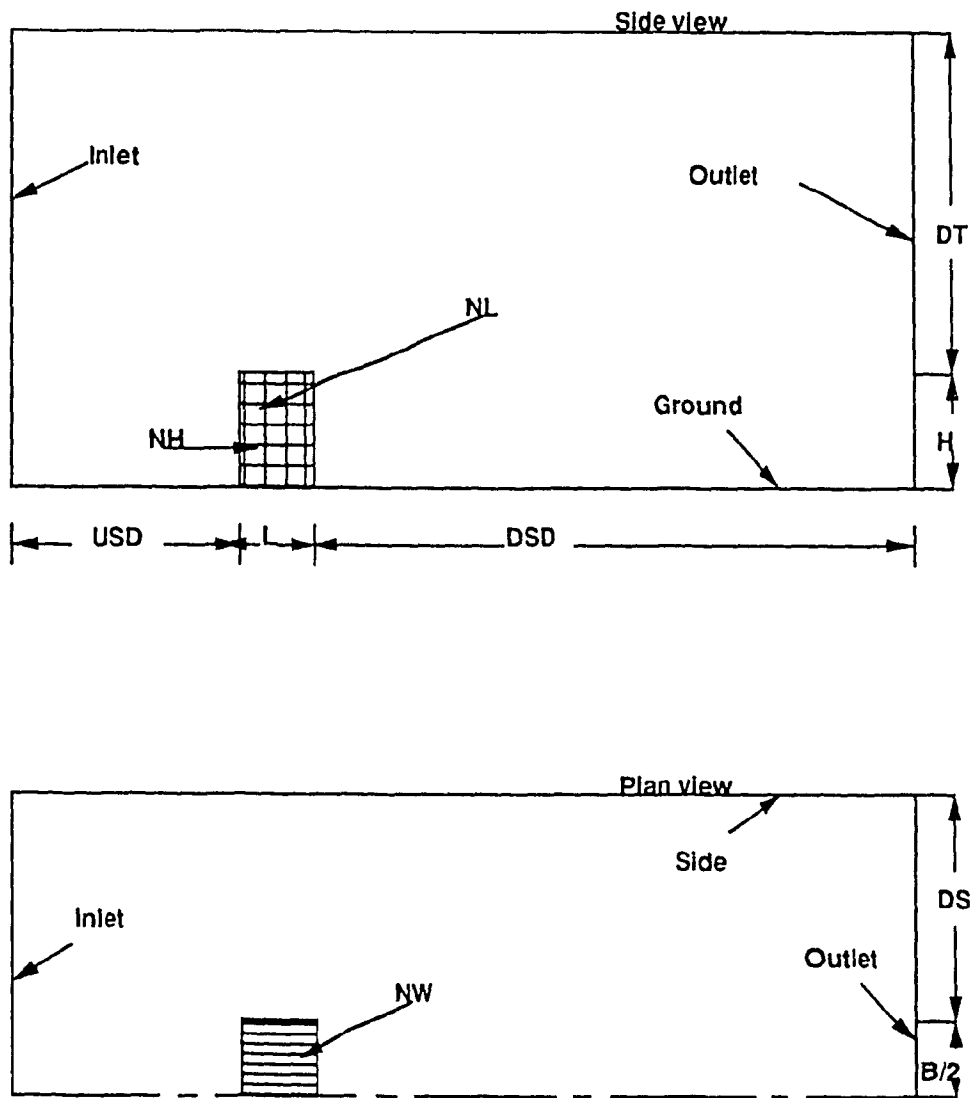 Side view
Inlet
Outlet
DT
NL
Ground
NH
H
USD
L
DSD
Plan view
Side
DS
Inlet
Outlet
NW
B/2